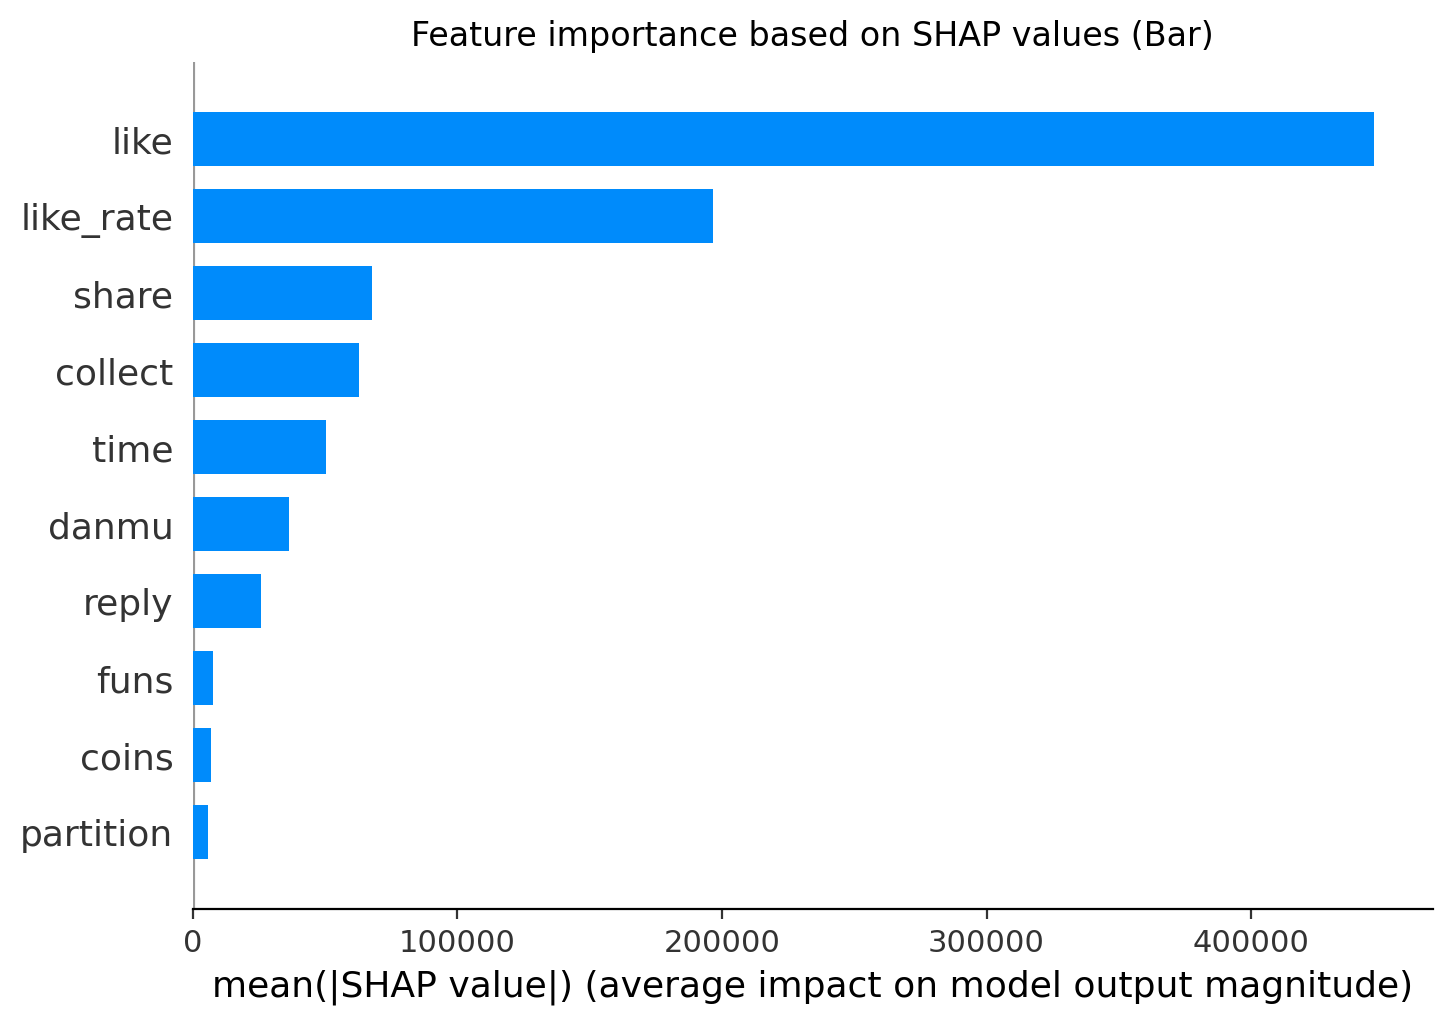 Feature importance based on SHAP values (Bar)
like
like_rate
share
collect
time
danmu
reply
funs
coins
partition
0 100000 200000 300000 400000
mean(|SHAP value|) (average impact on model output magnitude)